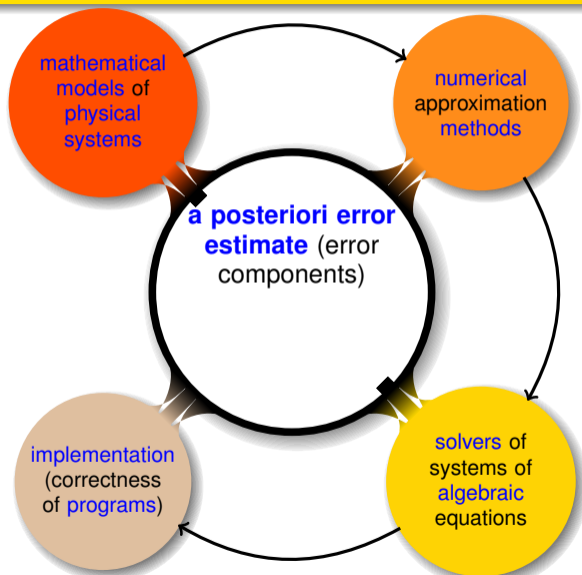 mathematical
models of
physical
systems
numerical
approximation
methods
a posteriori error
estimate (error
components)
implementation
(correctness
of programs)
solvers of
systems of
algebraic
equations